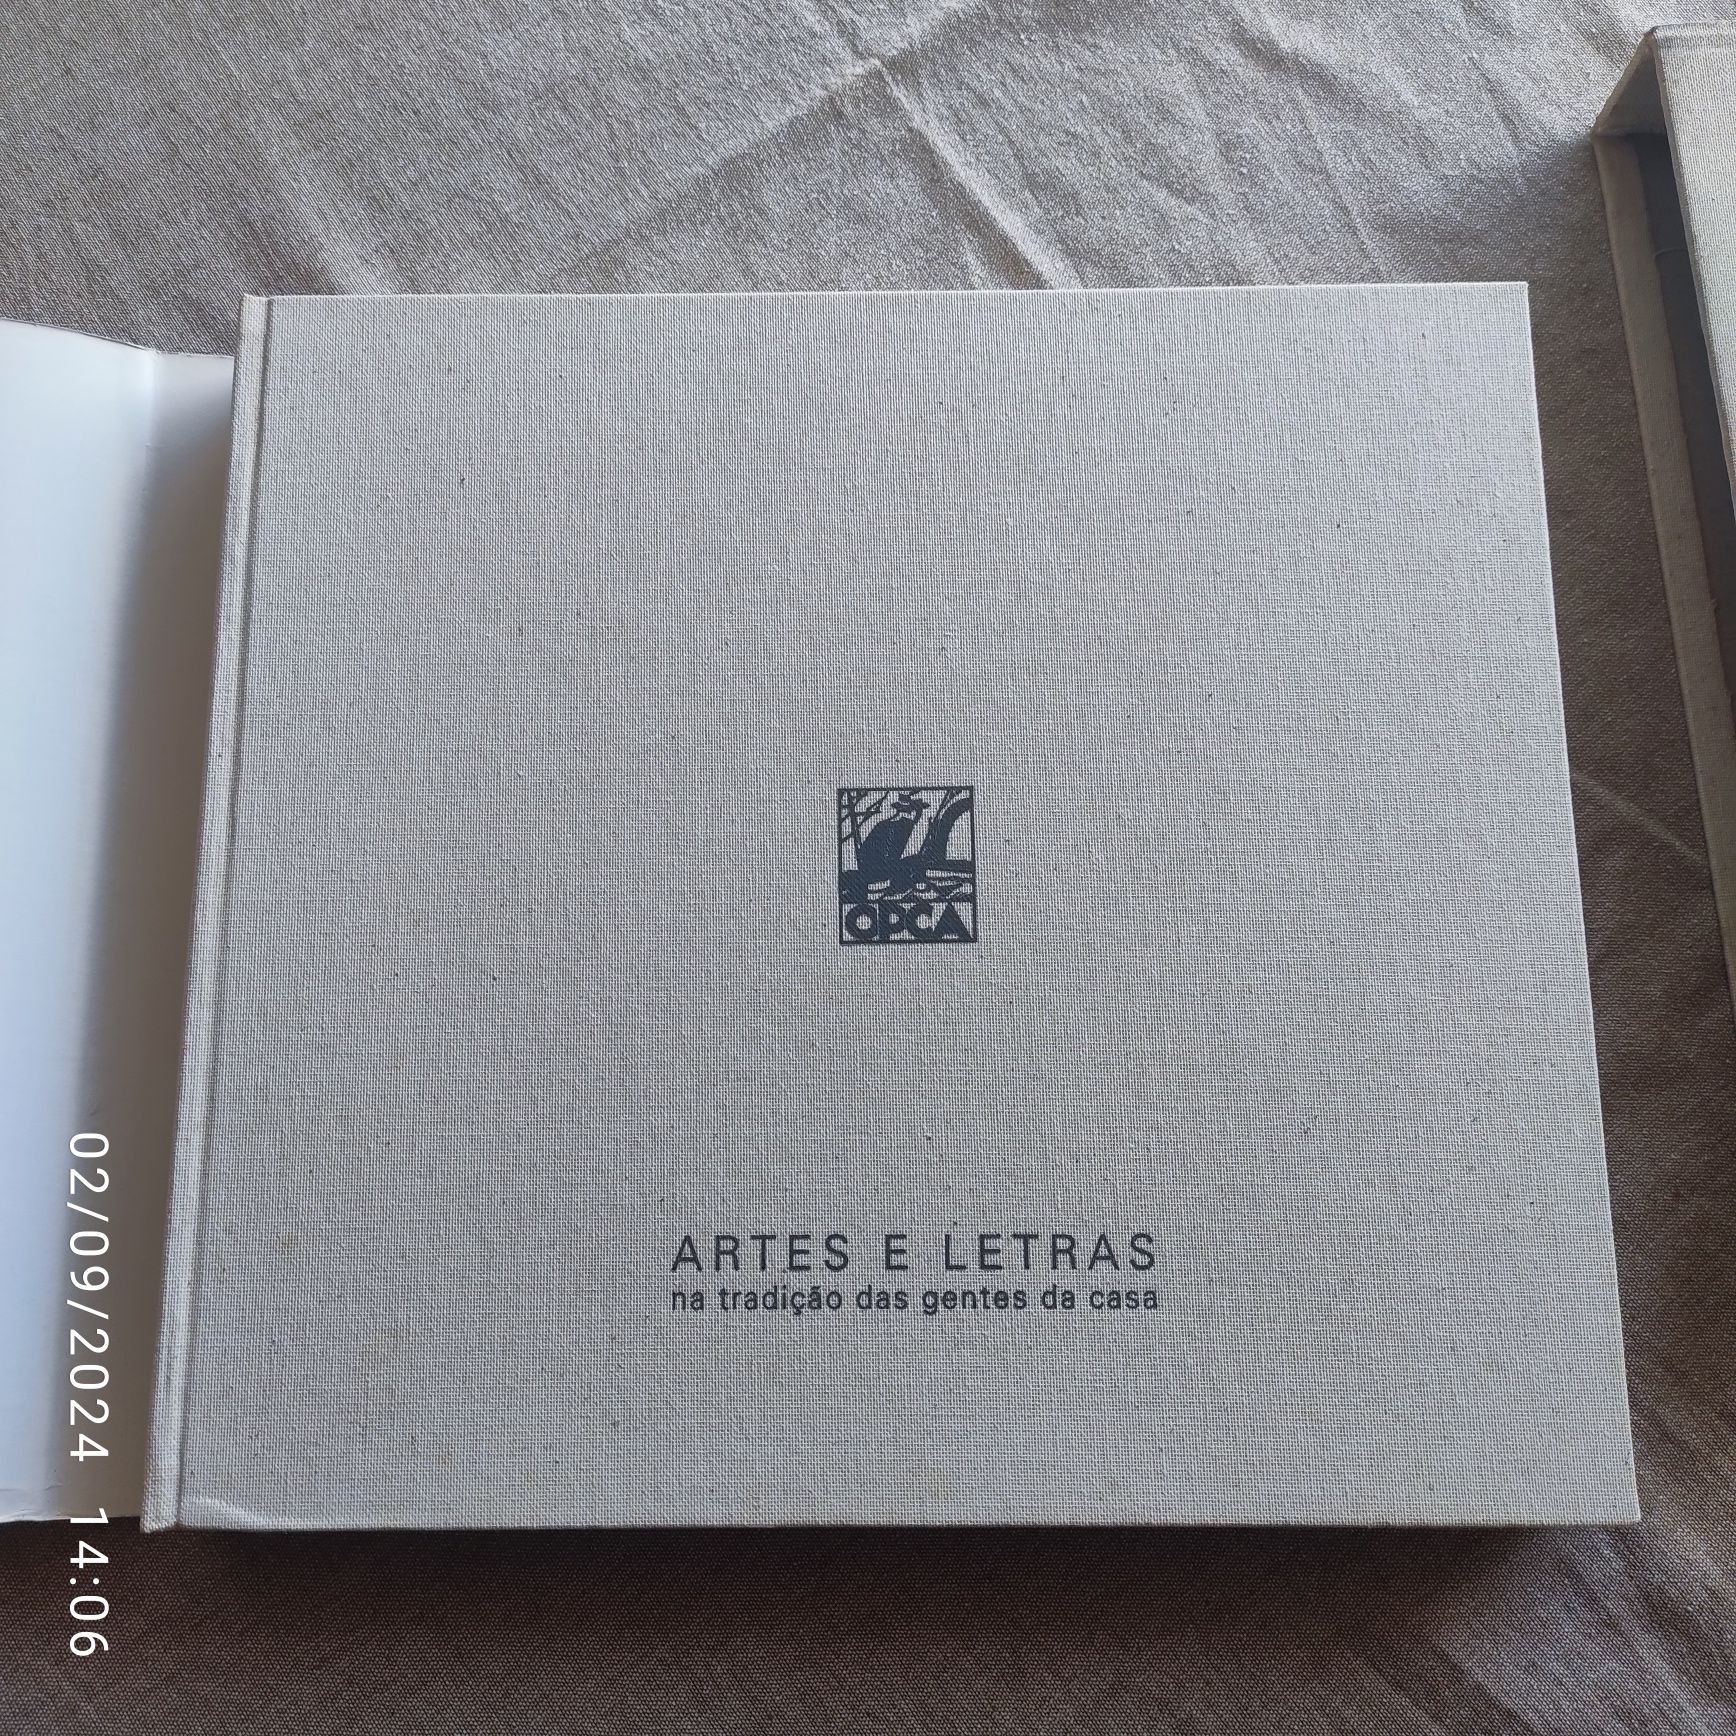 OPCA
ARTES E LETRAS
na tradição das gentes da casa
02/09/2024 14:06